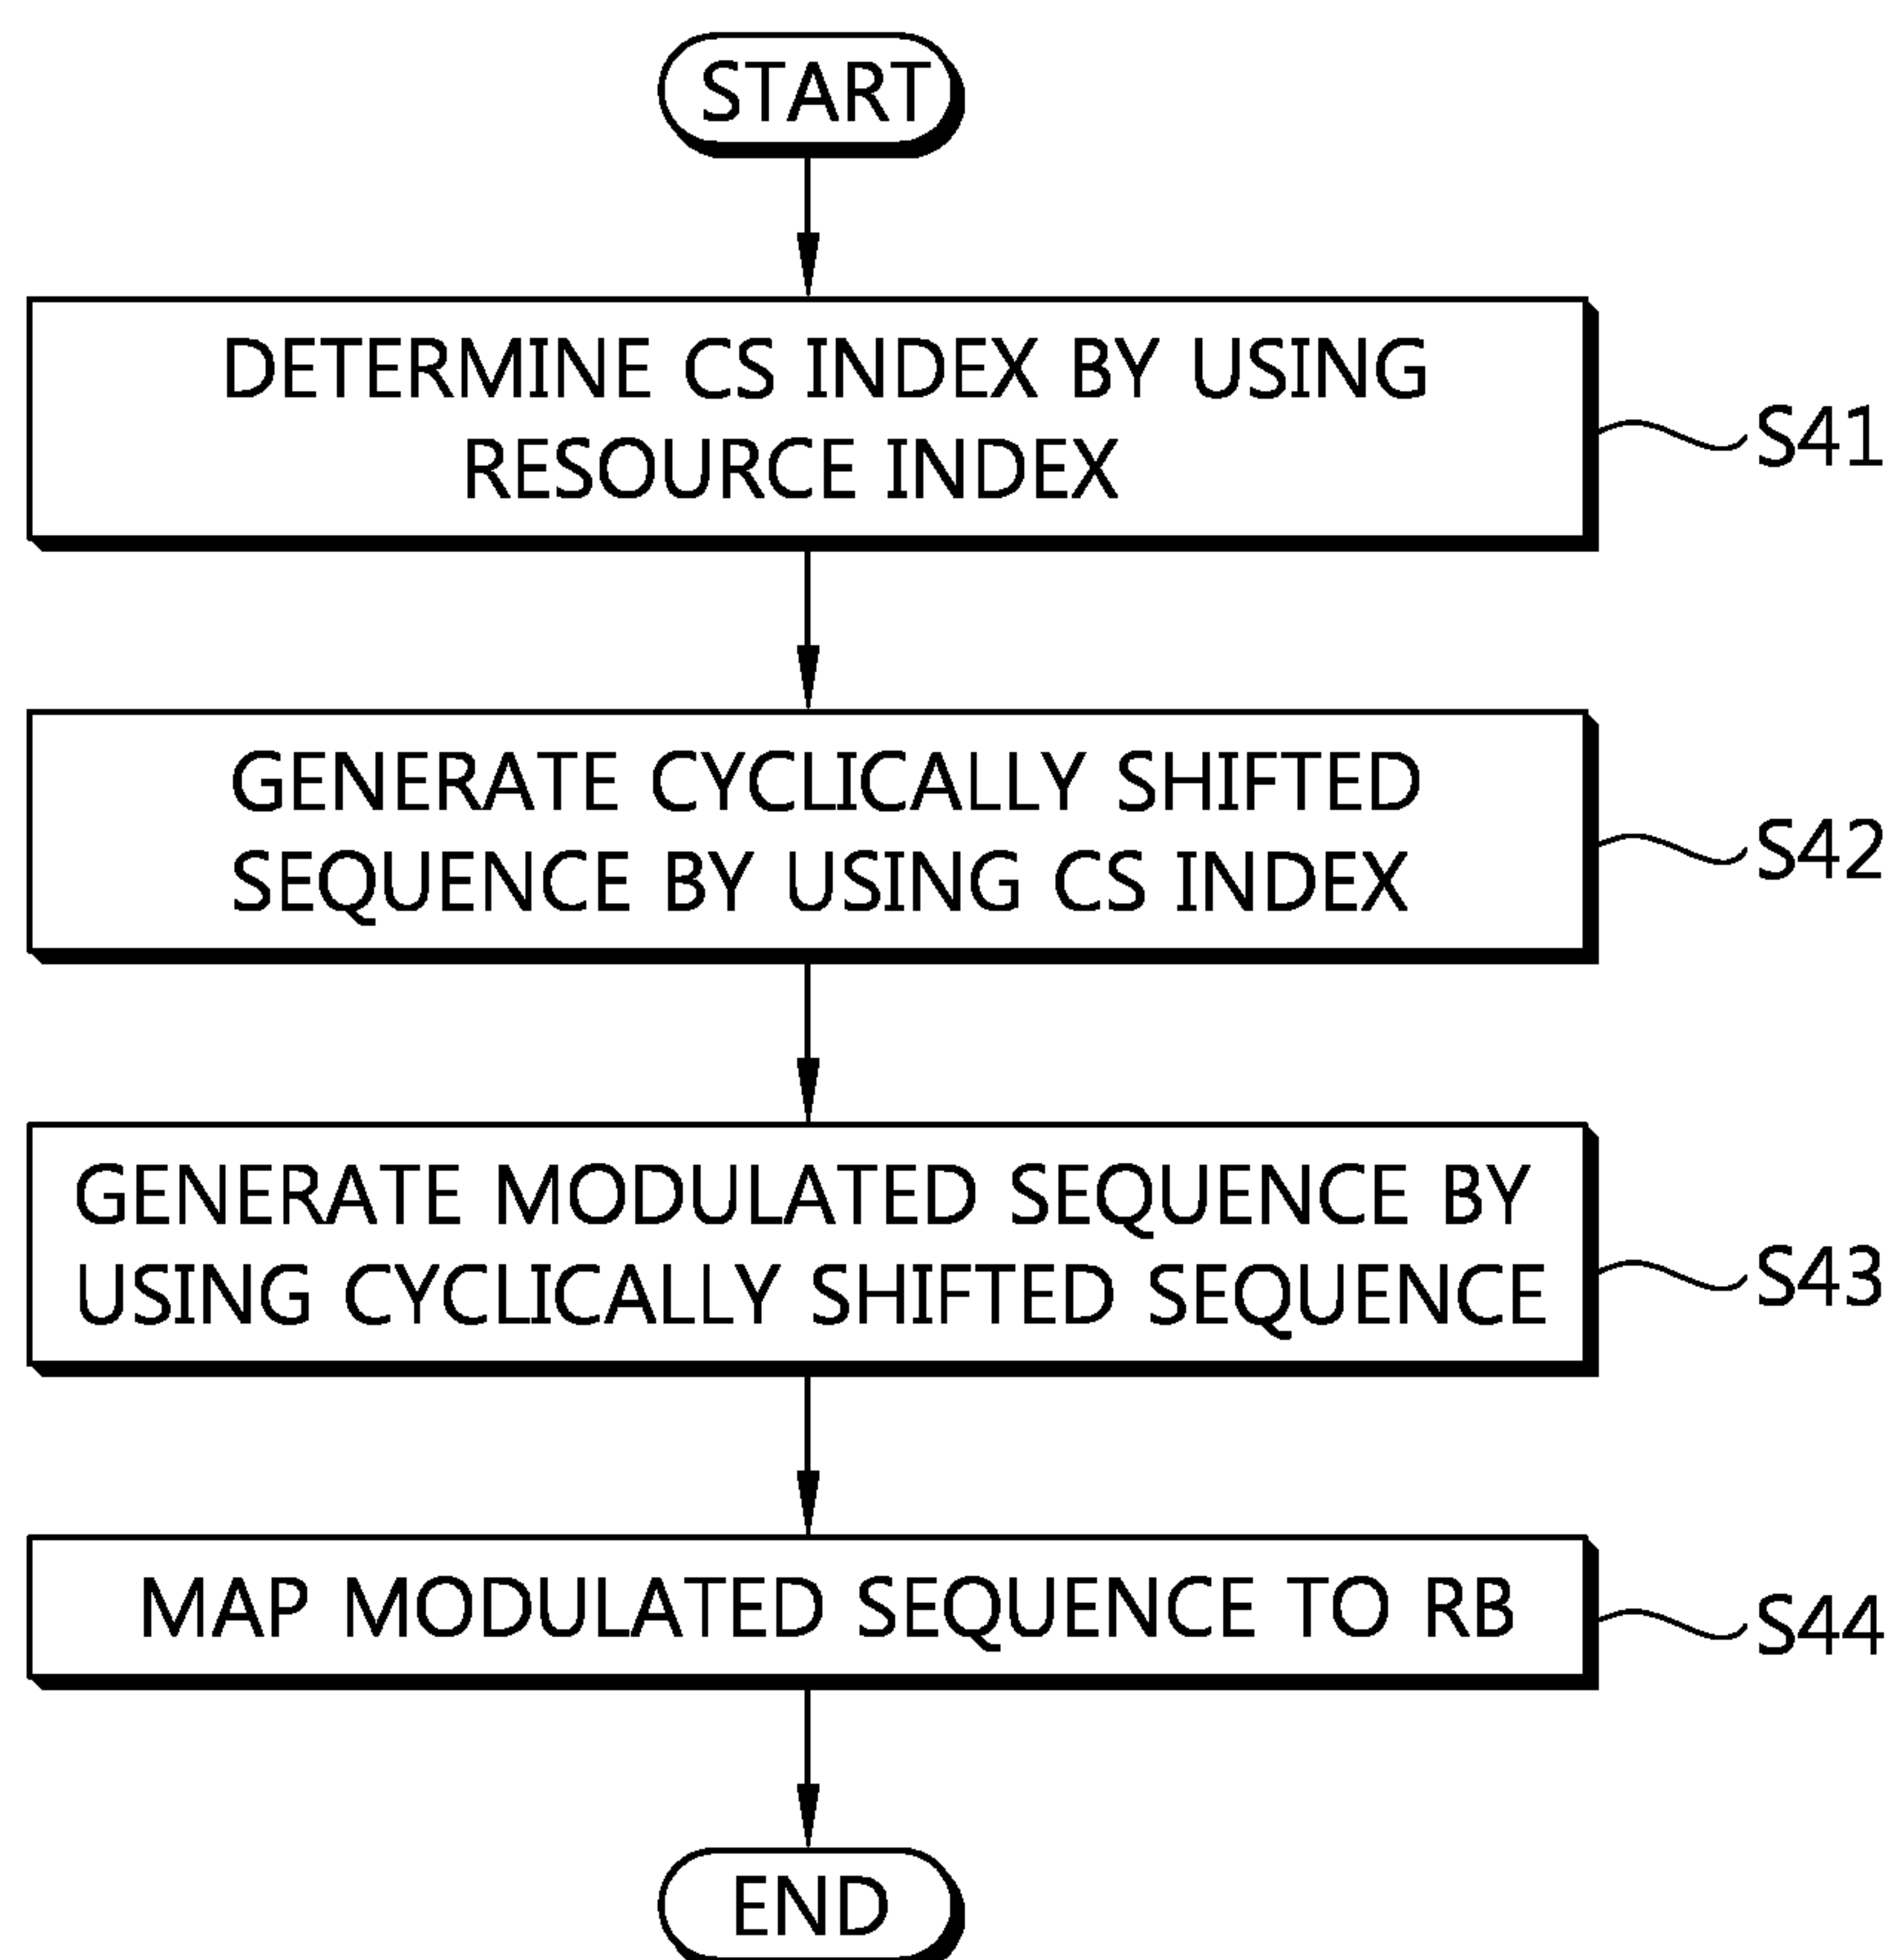 START
DETERMINE CS INDEX BY USING
RESOURCE INDEX
S41
GENERATE CYCLICALLY SHIFTED
SEQUENCE BY USING CS INDEX
S42
GENERATE MODULATED SEQUENCE BY
USING CYCLICALLY SHIFTED SEQUENCE
S43
MAP MODULATED SEQUENCE TO RB
S44
END